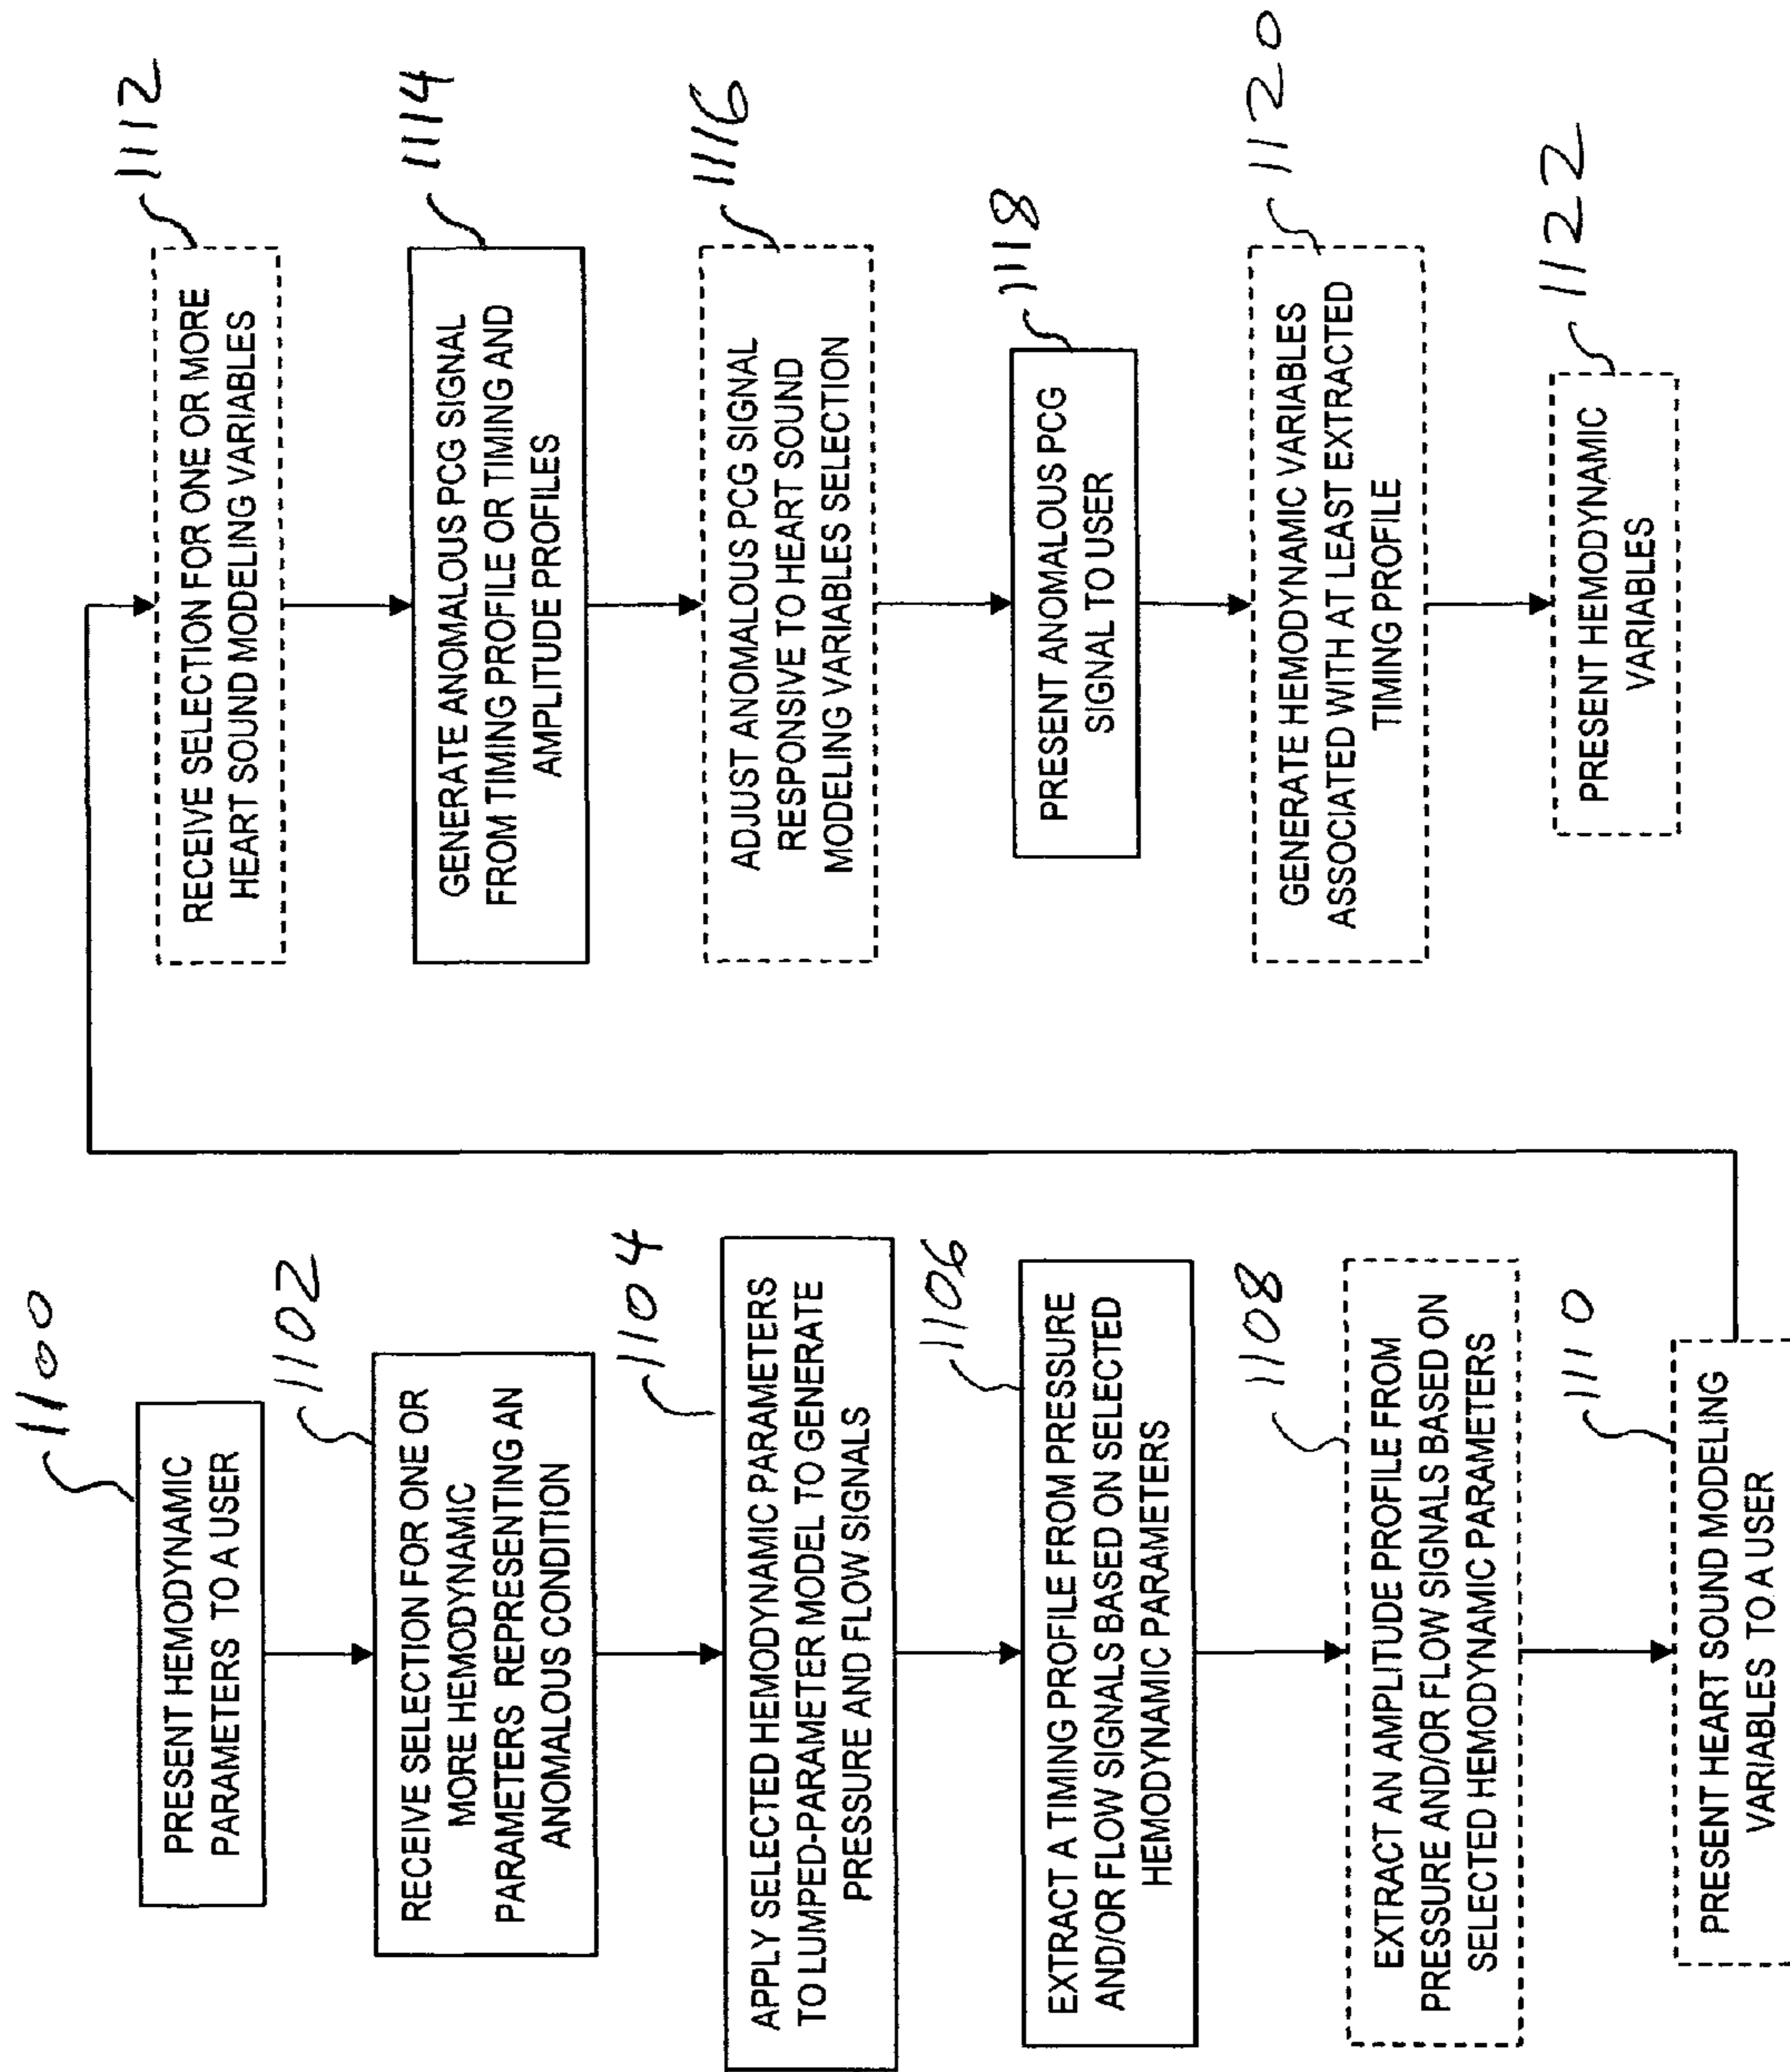 1100
PRESENT HEMODYNAMIC
PARAMETERS TO A USER
1102
RECEIVE SELECTION FOR ONE OR
MORE HEMODYNAMIC
PARAMETERS REPRESENTING AN
ANOMALOUS CONDITION
1104
APPLY SELECTED HEMODYNAMIC PARAMETERS
TO LUMPED-PARAMETER MODEL TO GENERATE
PRESSURE AND FLOW SIGNALS
1106
EXTRACT A TIMING PROFILE FROM PRESSURE
AND/OR FLOW SIGNALS BASED ON SELECTED
HEMODYNAMIC PARAMETERS
1108
EXTRACT AN AMPLITUDE PROFILE FROM
PRESSURE AND/OR FLOW SIGNALS BASED ON
SELECTED HEMODYNAMIC PARAMETERS
1110
PRESENT HEART SOUND MODELING
VARIABLES TO A USER
1112
RECEIVE SELECTION FOR ONE OR MORE
HEART SOUND MODELING VARIABLES
1114
GENERATE ANOMALOUS PCG SIGNAL
FROM TIMING PROFILE OR TIMING AND
AMPLITUDE PROFILES
1116
ADJUST ANOMALOUS PCG SIGNAL
RESPONSIVE TO HEART SOUND
MODELING VARIABLES SELECTION
1118
PRESENT ANOMALOUS PCG
SIGNAL TO USER
1120
GENERATE HEMODYNAMIC VARIABLES
ASSOCIATED WITH AT LEAST EXTRACTED
TIMING PROFILE
1122
PRESENT HEMODYNAMIC
VARIABLES